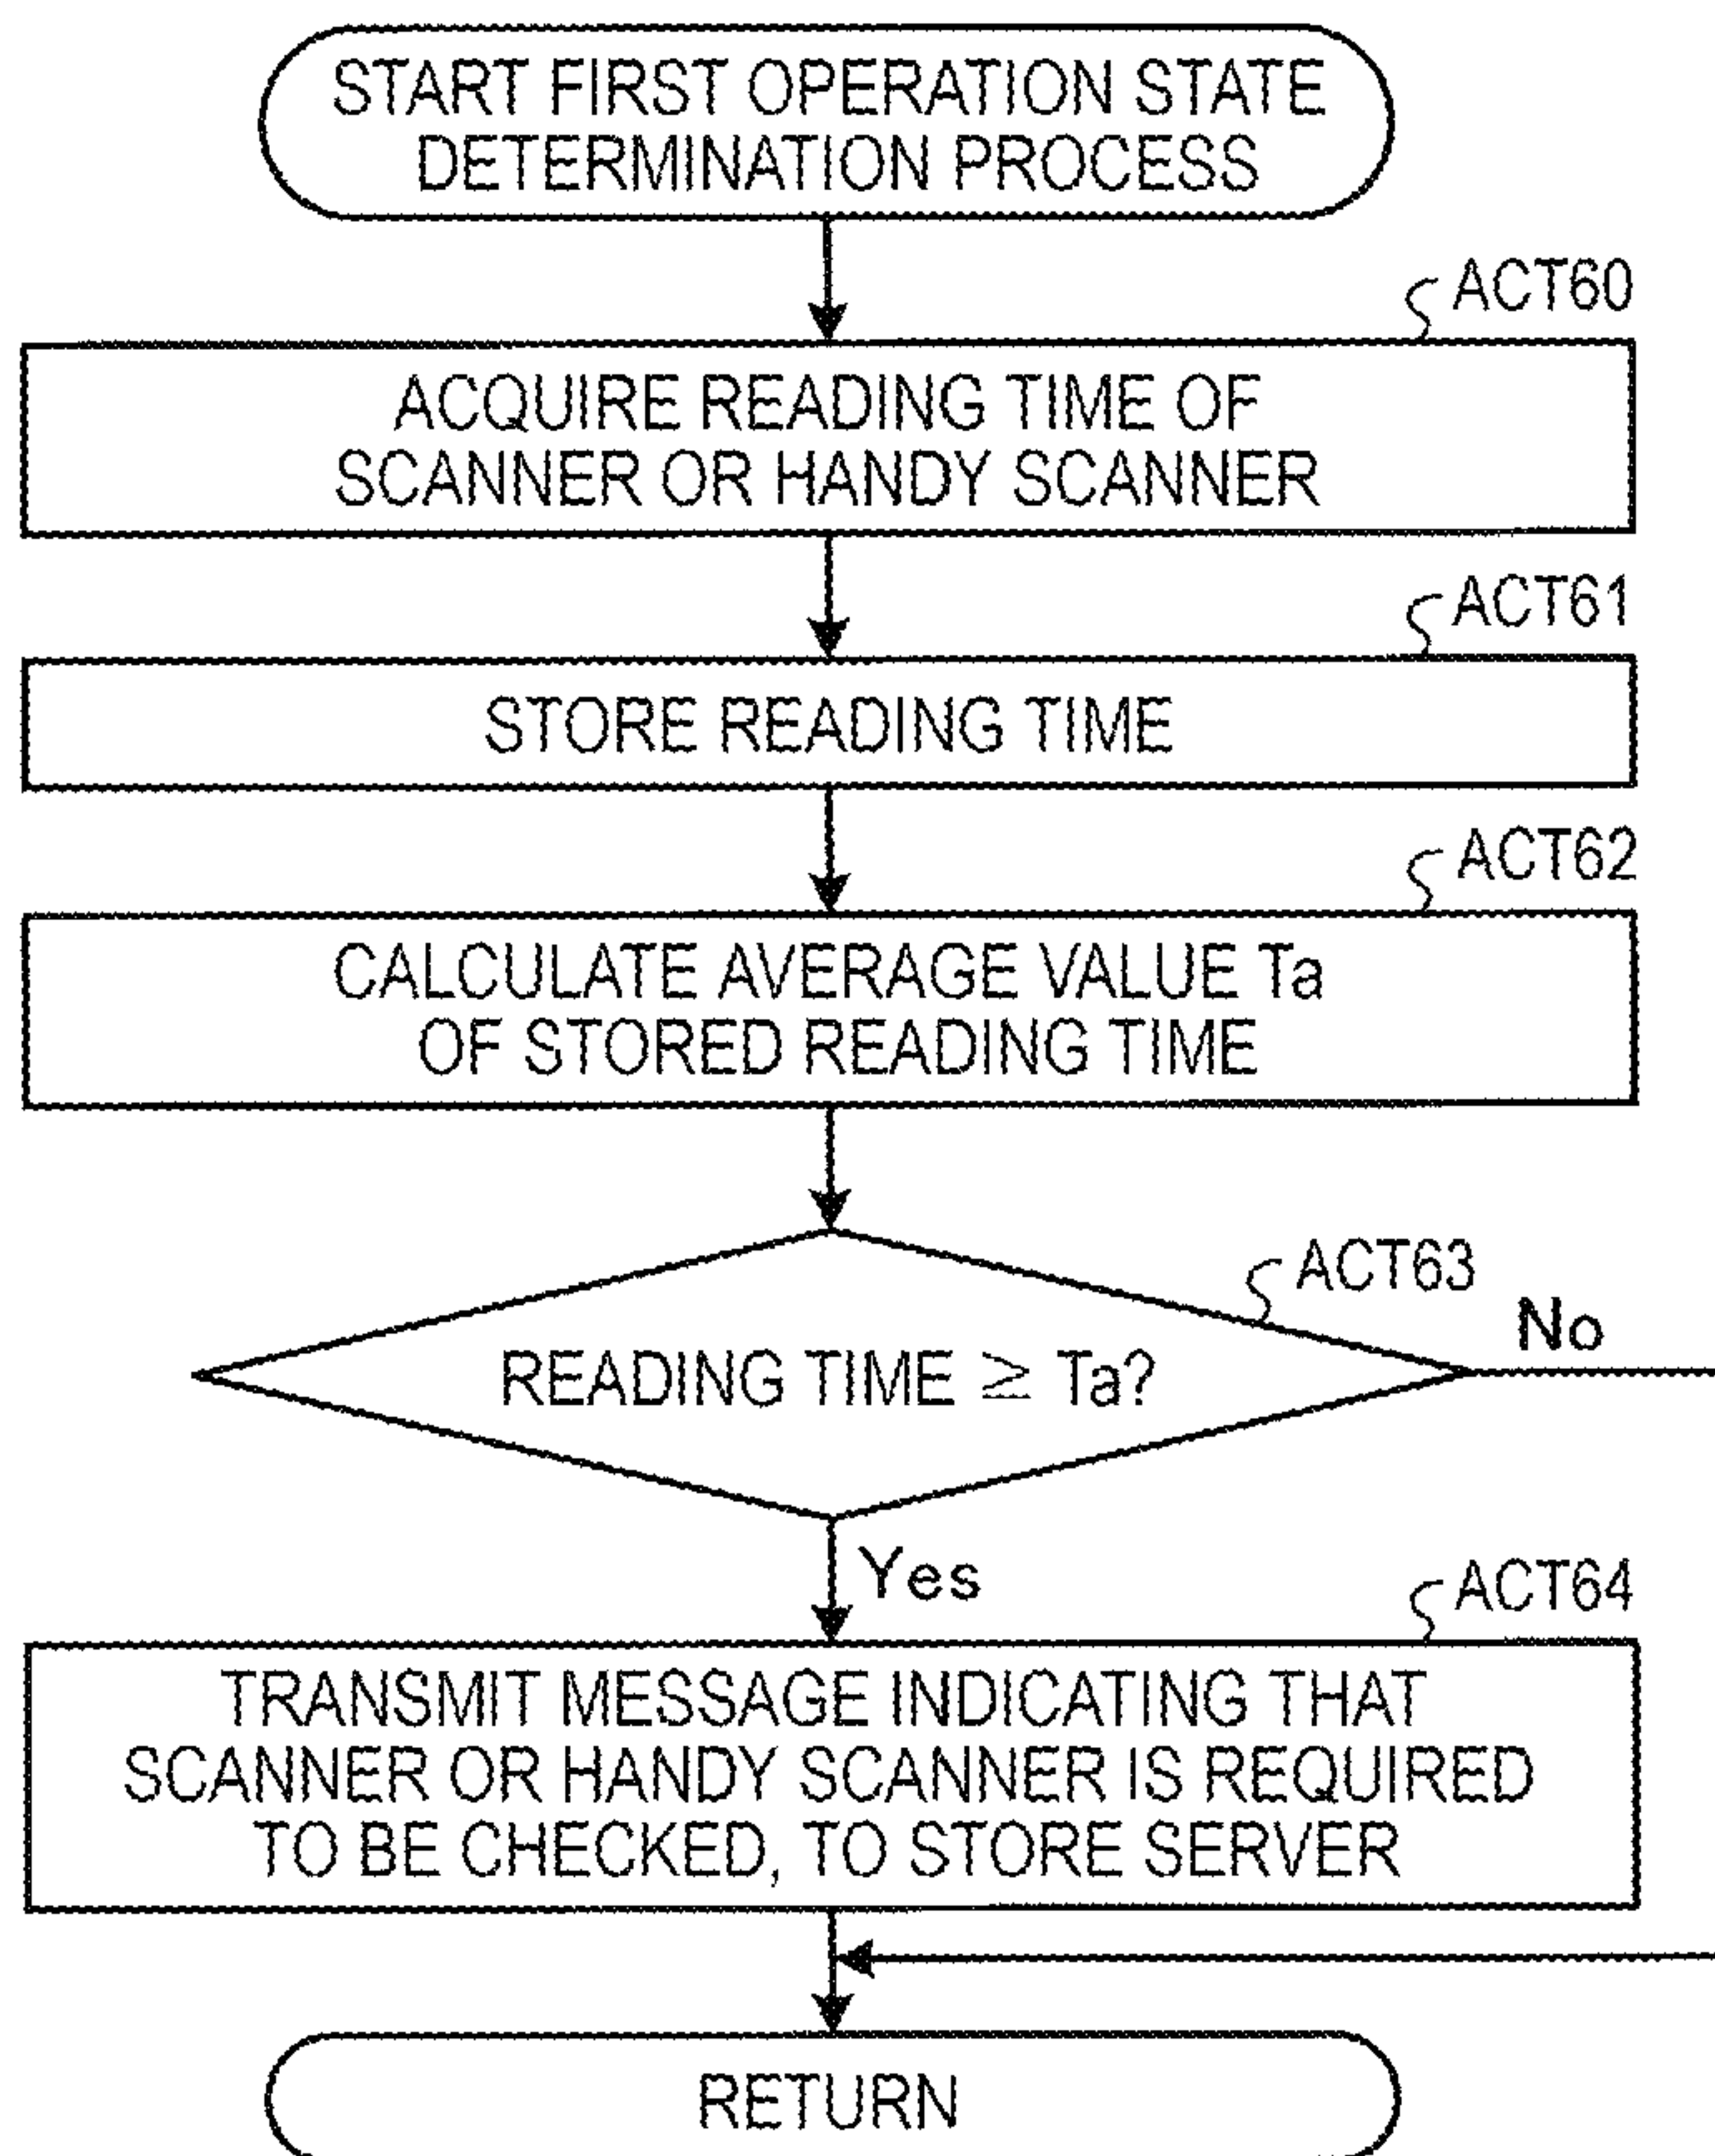 START FIRST OPERATION STATE
DETERMINATION PROCESS
ACT60
ACQUIRE READING TIME OF
SCANNER OR HANDY SCANNER
ACT61
STORE READING TIME
ACT62
CALCULATE AVERAGE VALUE Ta
OF STORED READING TIME
ACT63
No
READING TIME ≧ Ta?
Yes
ACT64
TRANSMIT MESSAGE INDICATING THAT
SCANNER OR HANDY SCANNER IS REQUIRED
TO BE CHECKED, TO STORE SERVER
RETURN